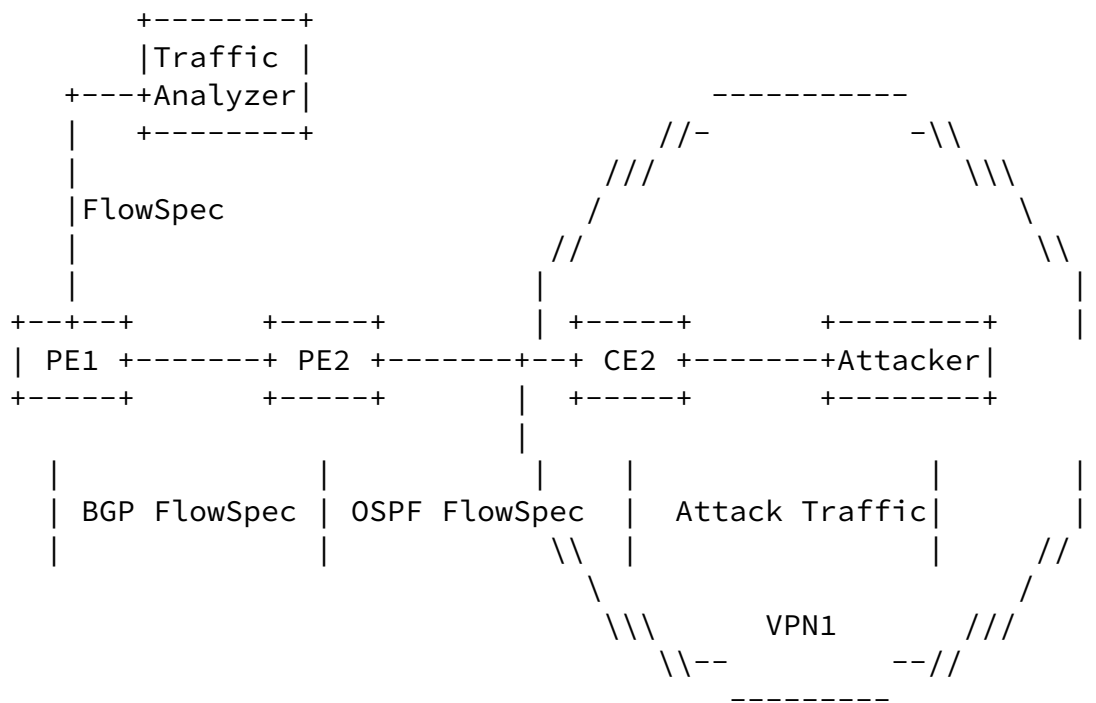 Traffic
Analyzer
FlowSpec
PE1 PE2 CE2 Attacker
BGP FlowSpec OSPF FlowSpec Attack Traffic
VPN1